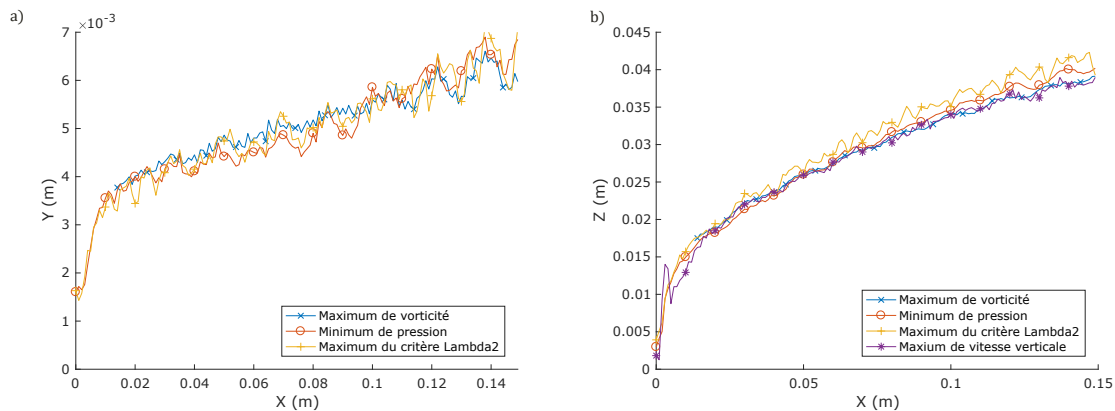 a)
×10⁻³
7
6
5
4
3
2
1
0
Y (m)
0
0.02
0.04
0.06
0.08
0.1
0.12
0.14
X (m)
Maximum de vorticité
Minimum de pression
Maximum du critère Lambda2
b)
0.045
0.04
0.035
0.03
0.025
0.02
0.015
0.01
0.005
0
Z (m)
0
0.05
0.1
0.15
X (m)
Maximum de vorticité
Minimum de pression
Maximum du critère Lambda2
Maxium de vitesse verticale